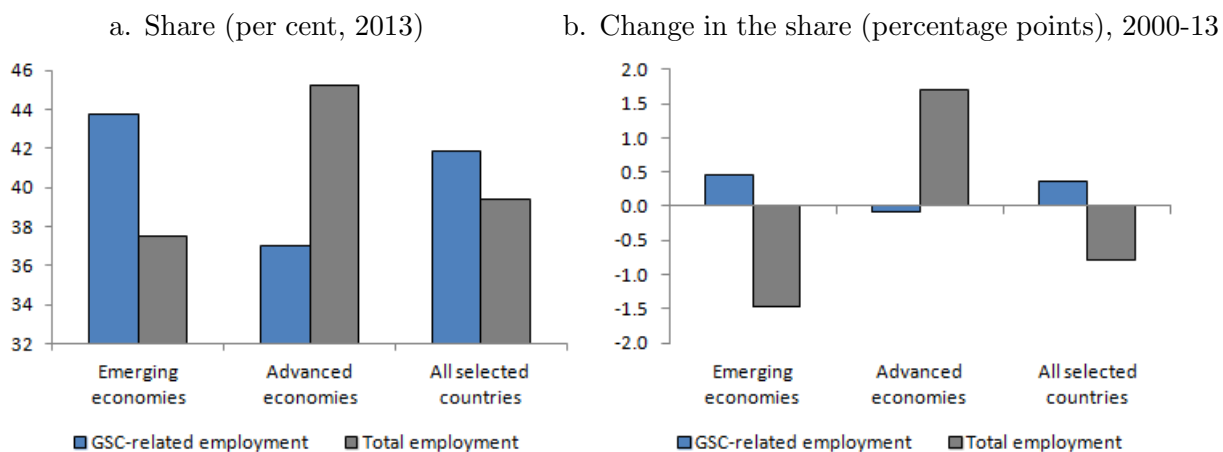 a. Share (per cent, 2013)
46
44
42
40
38
36
34
32
Emerging
economies
Advanced
economies
All selected
countries
GSC-related employment
Total employment
b. Change in the share (percentage points), 2000-13
2.0
1.5
1.0
0.5
0.0
-0.5
-1.0
-1.5
-2.0
Emerging
economies
Advanced
economies
All selected
countries
GSC-related employment
Total employment